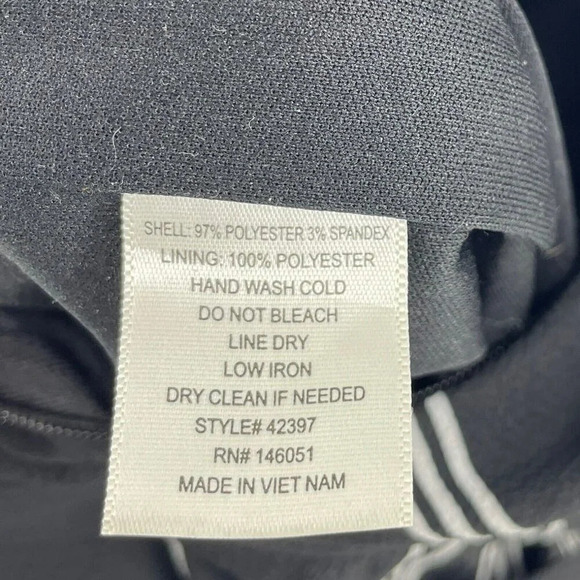 SHELL: 97% POLYESTER 3% SPANDEX
LINING: 100% POLYESTER
HAND WASH COLD
DO NOT BLEACH
LINE DRY
LOW IRON
DRY CLEAN IF NEEDED
STYLE# 42397
RN# 146051
MADE IN VIET NAM